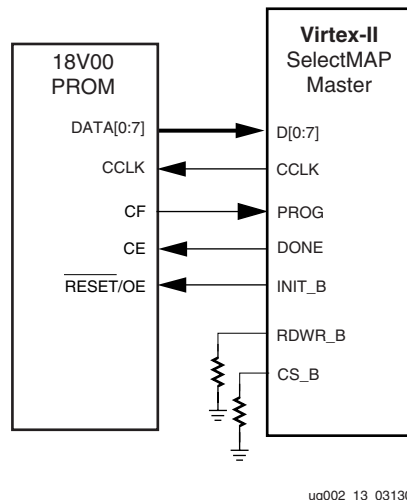 18V00
PROM
DATA[0:7]
CCLK
CF
CE
RESET/OE
Virtex-II
SelectMAP
Master
D[0:7]
CCLK
PROG
DONE
INIT_B
RDWR_B
CS_B